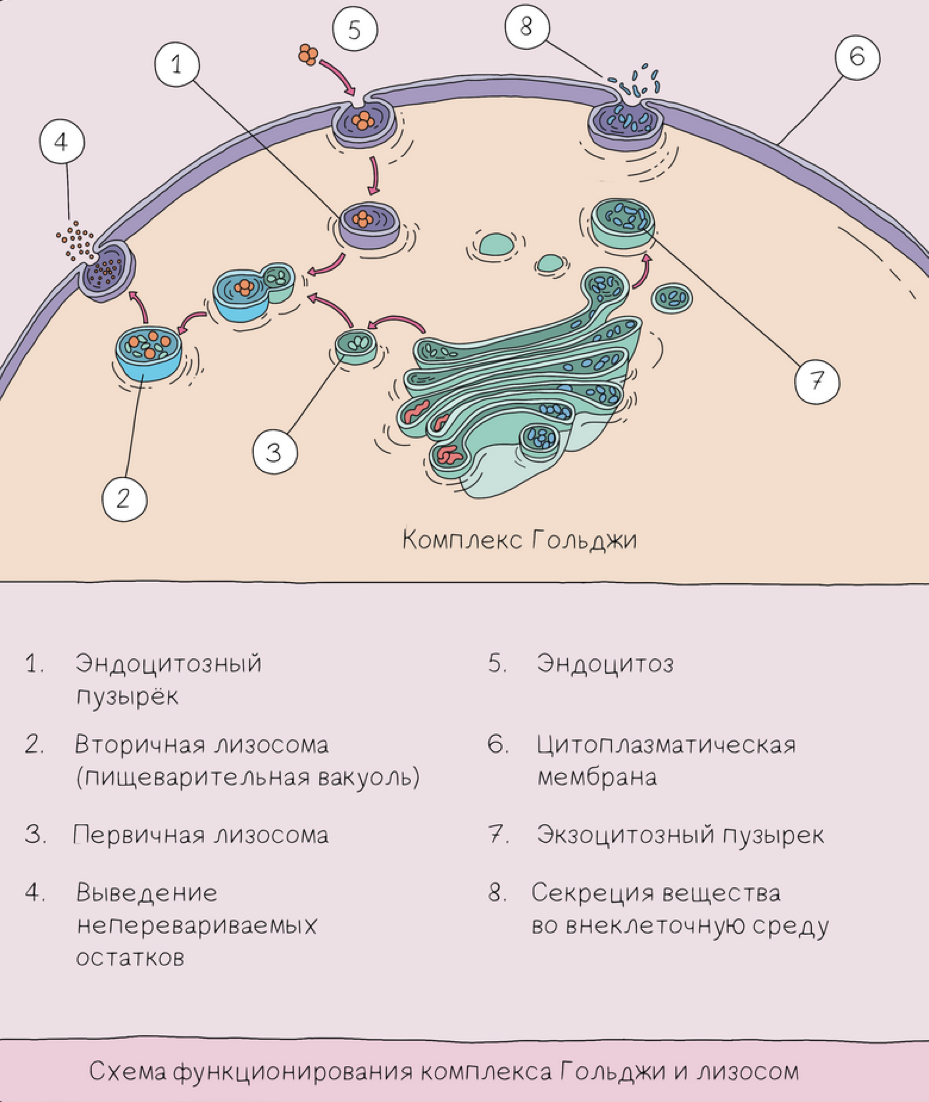 5
8
1
6
4
7
3
2
Комплекс Гольджи
1. Эндоцитозный
пузырёк
2. Вторичная лизосома
(пищеварительная вакуоль)
3. Первичная лизосома
4. Выведение
неперевариваемых
остатков
5. Эндоцитоз
6. Цитоплазматическая
мембрана
7. Экзоцитозный пузырек
8. Секреция вещества
во внеклеточную среду
Схема функционирования комплекса Гольджи и лизосом